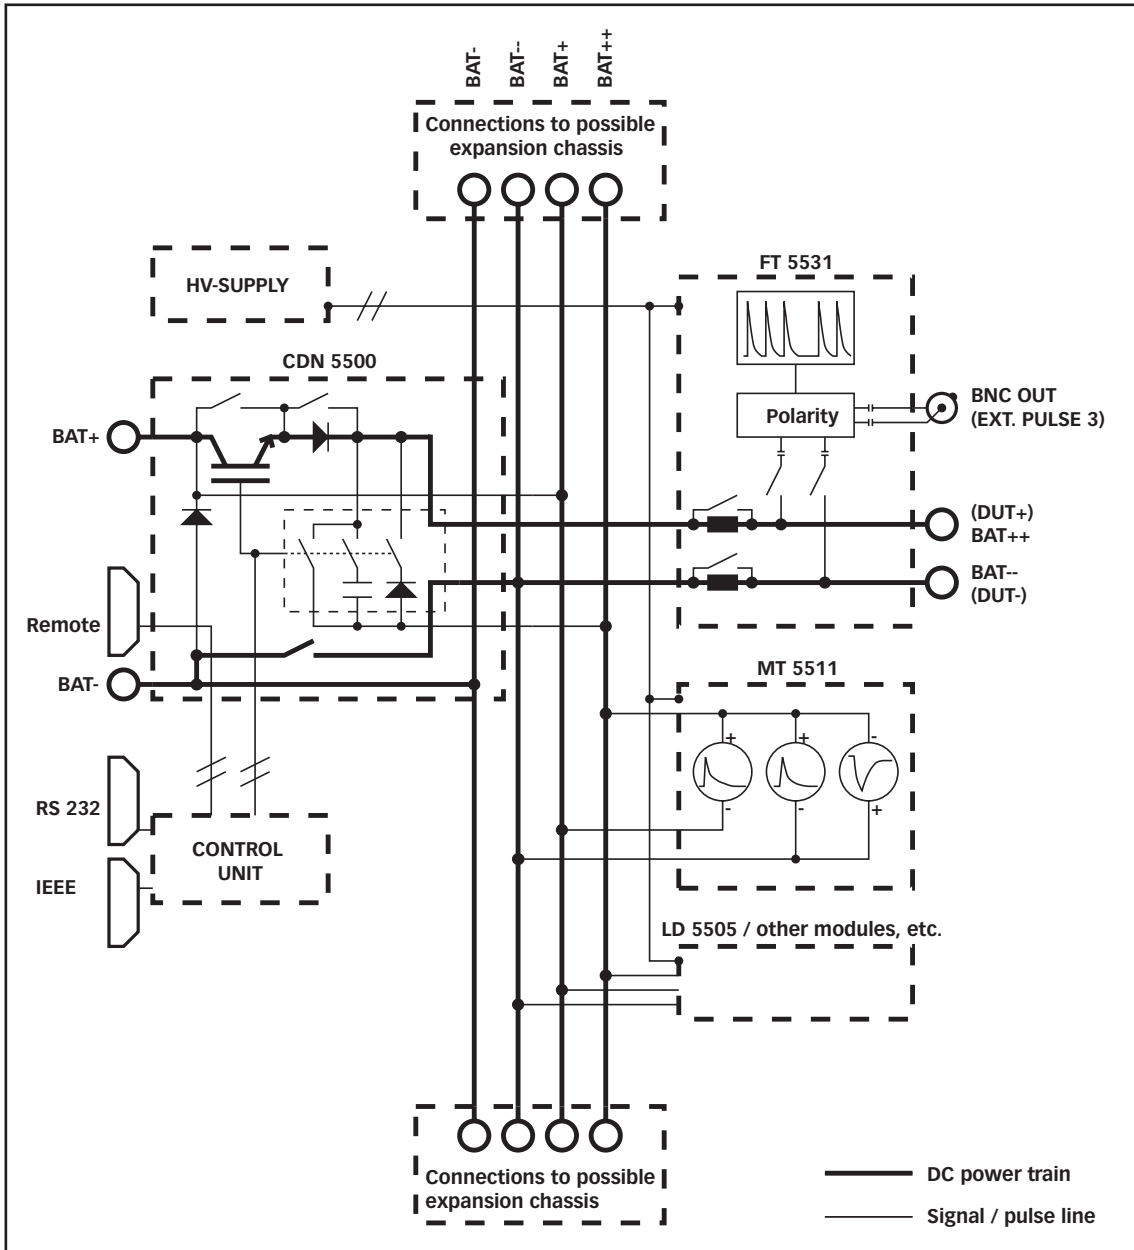 BAT-
BAT--
BAT+
BAT++
Connections to possible
expansion chassis
HV-SUPPLY
FT 5531
CDN 5500
BNC OUT
(EXT. PULSE 3)
Polarity
BAT+
(DUT+)
BAT++
BAT--
(DUT-)
Remote
BAT-
MT 5511
+
+
-
-
-
+
RS 232
CONTROL
UNIT
IEEE
LD 5505 / other modules, etc.
Connections to possible
expansion chassis
DC power train
Signal / pulse line